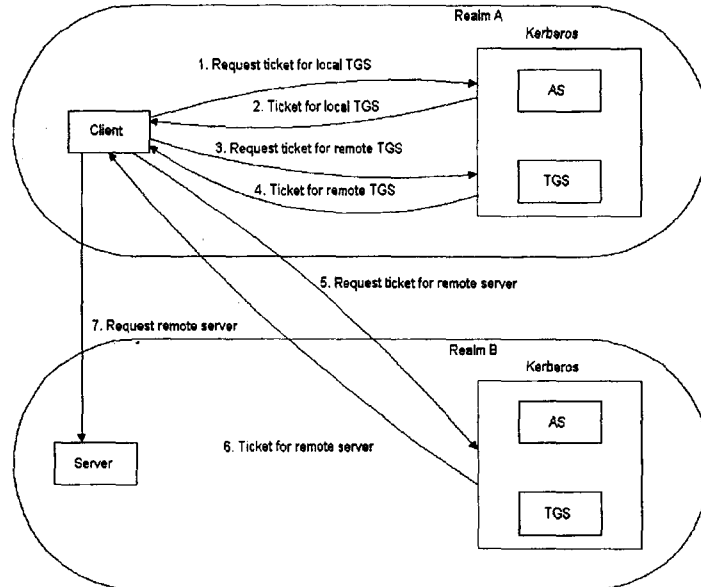 Realm A
Kerberos
1. Request ticket for local TGS
AS
2. Ticket for local TGS
Client
3. Request ticket for remote TGS
TGS
4. Ticket for remote TGS
5. Request ticket for remote server
7. Request remote server
Realm B
Kerberos
AS
6. Ticket for remote server
Server
TGS